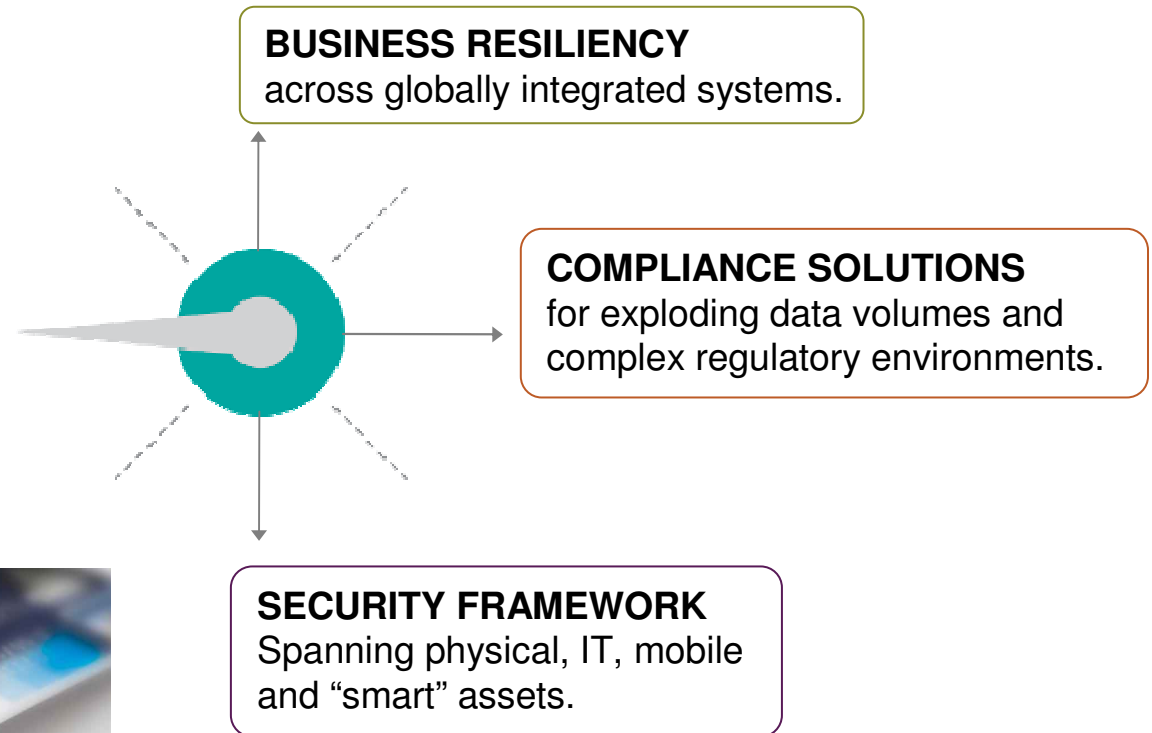 BUSINESS RESILIENCY
across globally integrated systems.
COMPLIANCE SOLUTIONS
for exploding data volumes and
complex regulatory environments.
SECURITY FRAMEWORK
Spanning physical, IT, mobile
and “smart” assets.